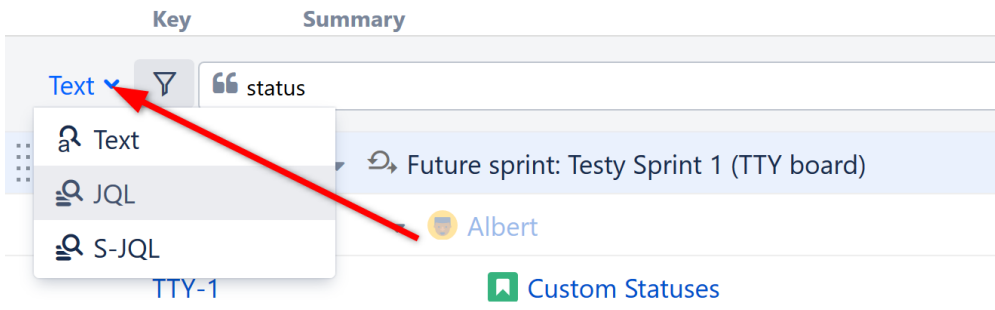 Key Summary
Text status
Text
JQL
S-JQL
Future sprint: Testy Sprint 1 (TTY board)
Albert
TTY-1 Custom Statuses